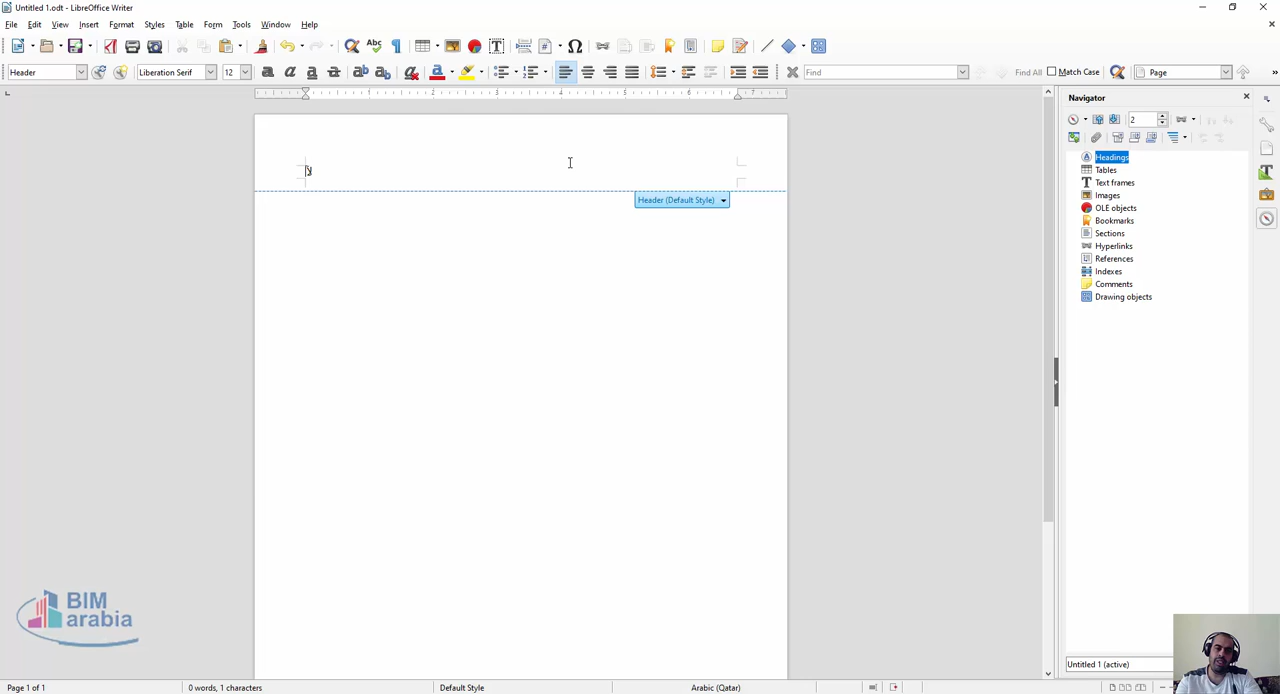 Untitled 1.odt - LibreOffice Writer
File Edit View Insert Format Styles Table Form Tools Window Help
Header Liberation Serif 12 Find Find All Match Case Page
Navigator
2
Headings
Tables
Text frames
Images
OLE objects
Bookmarks
Sections
Hyperlinks
References
Indexes
Comments
Drawing objects
Header (Default Style)
BIM
arabia
Untitled 1 (active)
Page 1 of 1 0 words, 1 characters Default Style Arabic (Qatar)